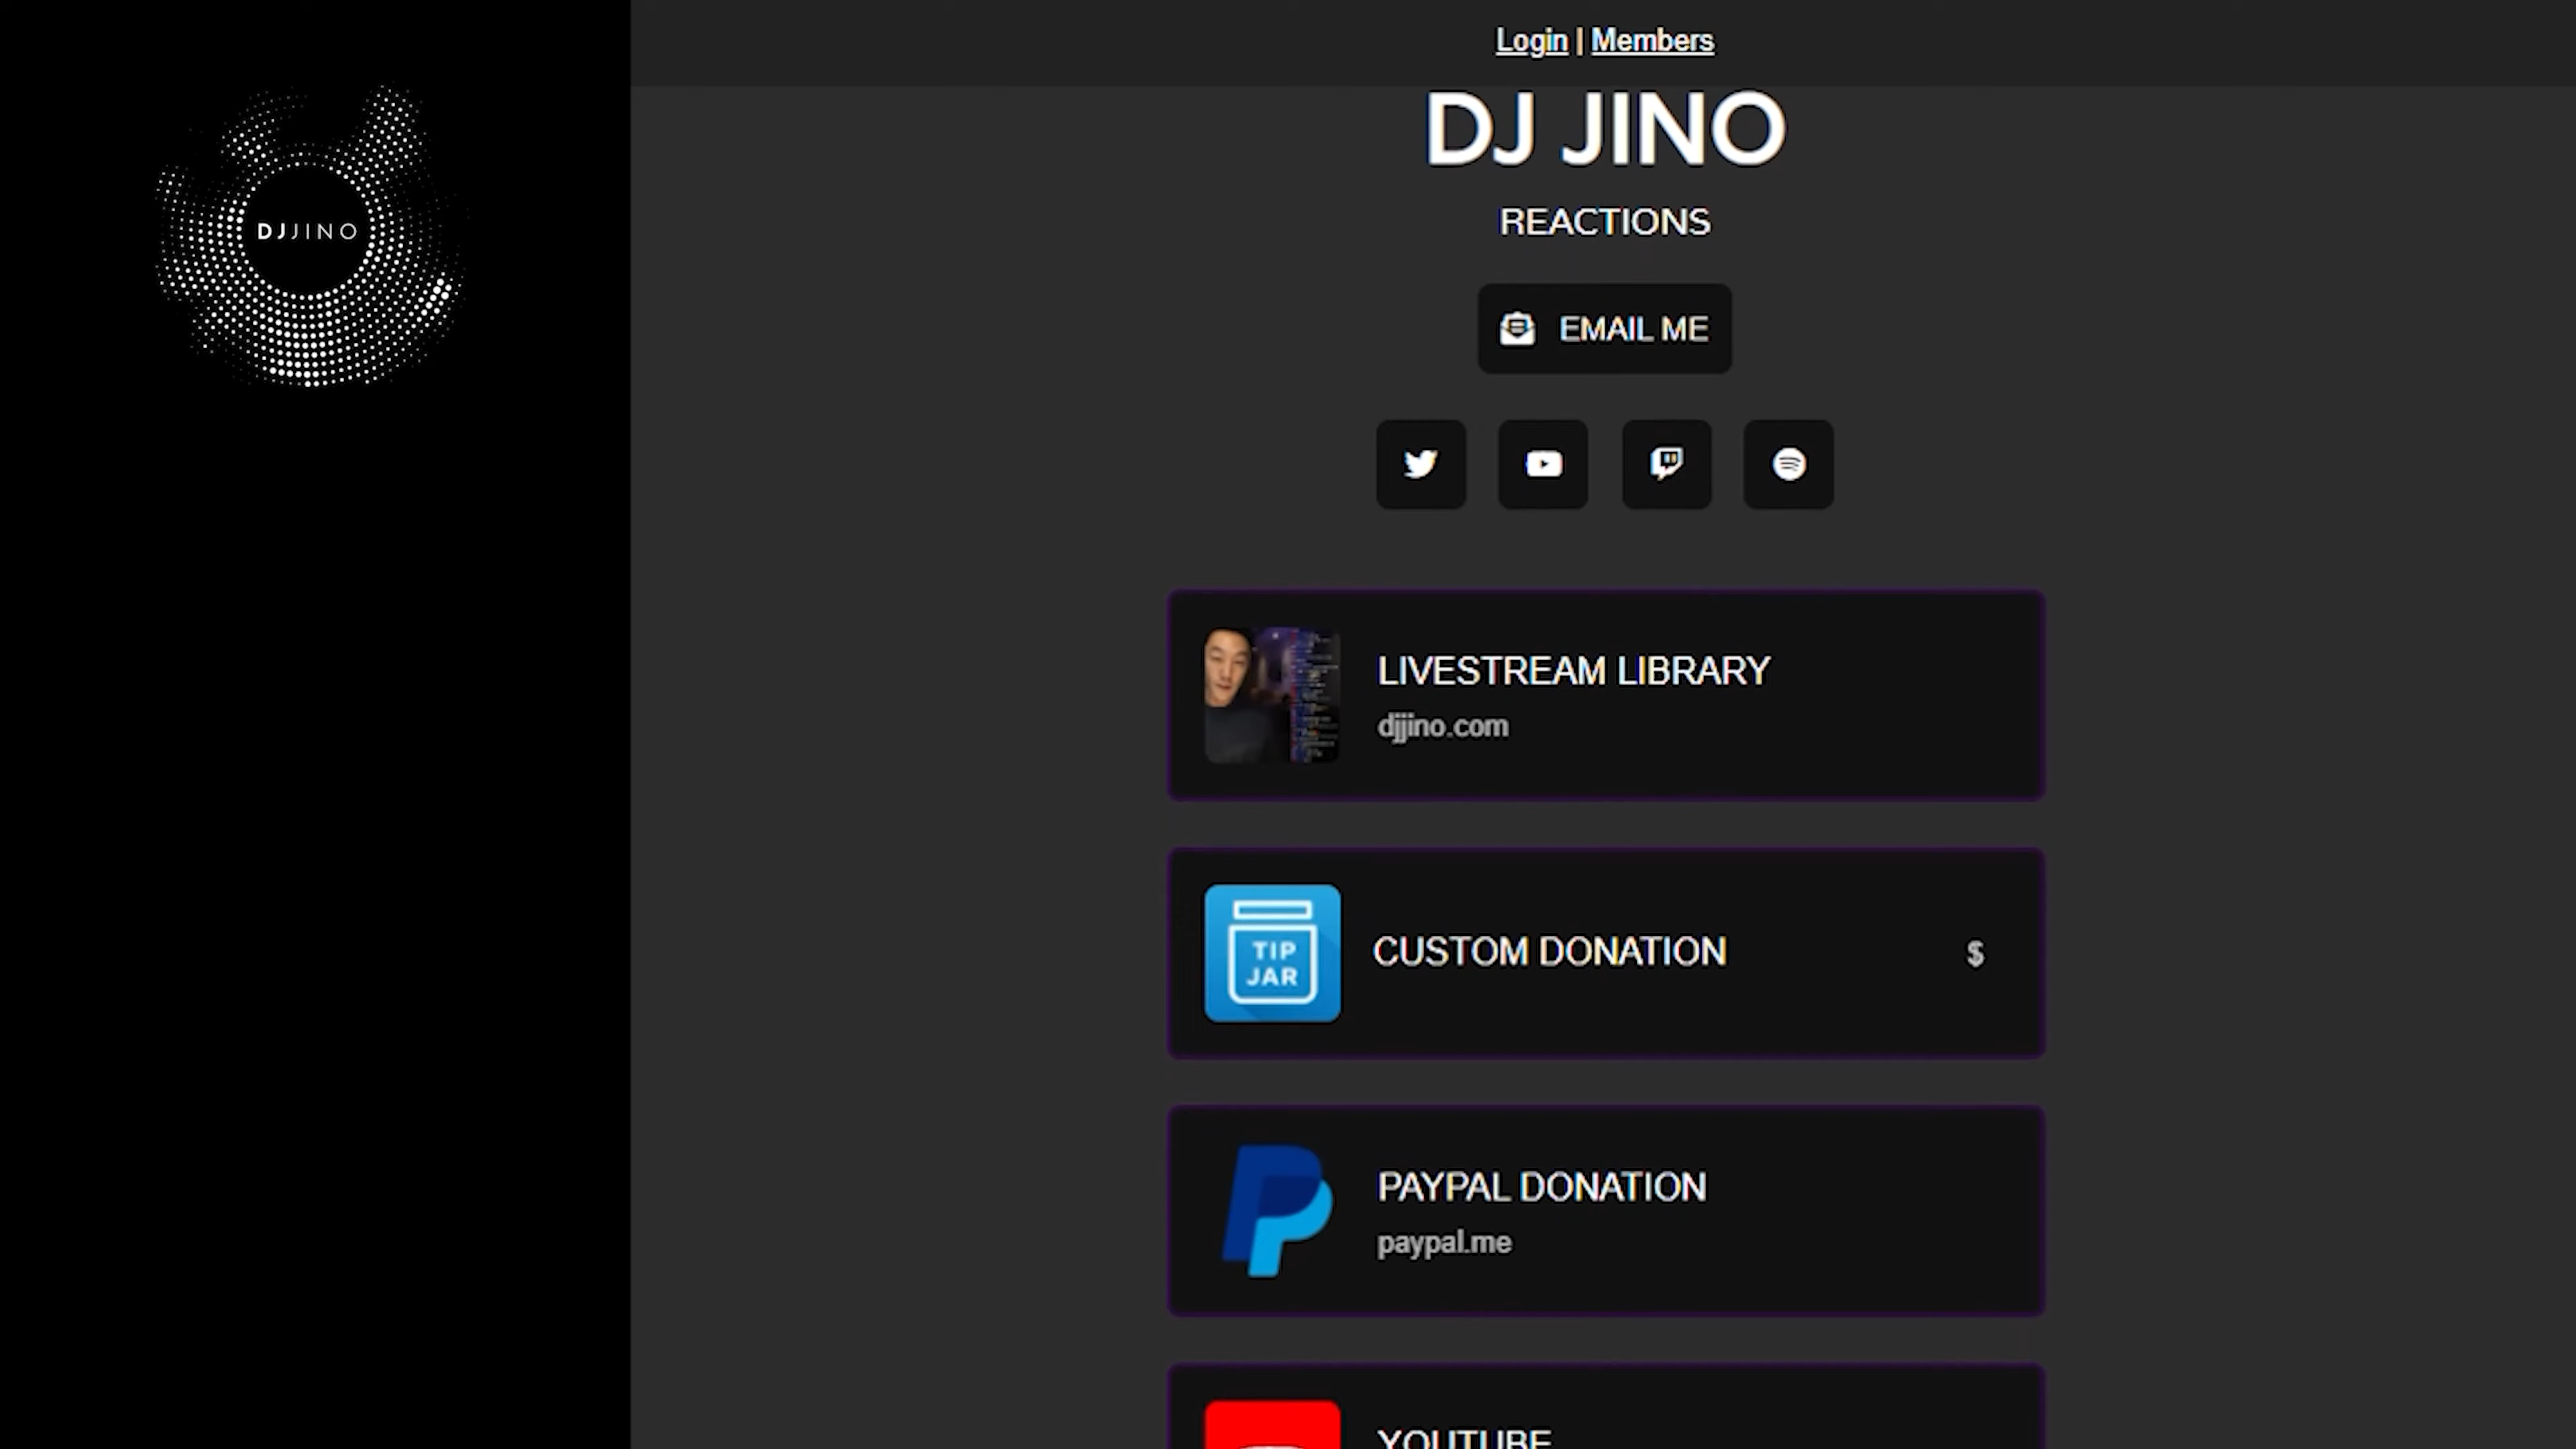 DJJINO
Login | Members
DJ JINO
REACTIONS
EMAIL ME
LIVESTREAM LIBRARY
djjino.com
TIP
JAR
CUSTOM DONATION
$
PAYPAL DONATION
paypal.me
YOUTUBE